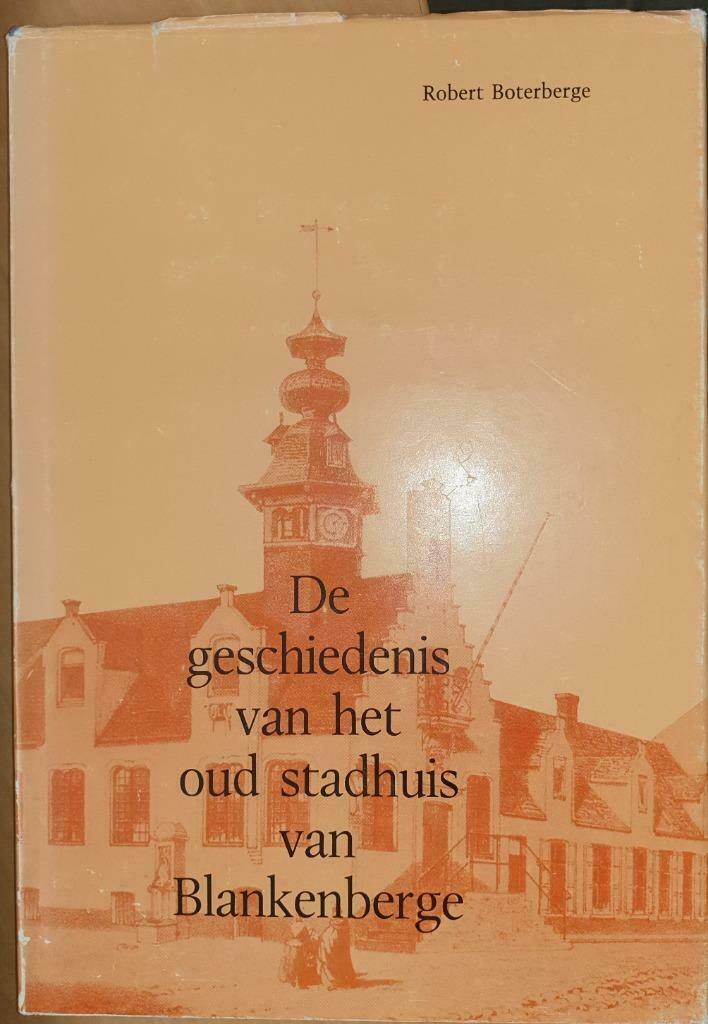 Robert Boterberge
De
geschiedenis
van het
oud stadhuis
van
Blankenberge